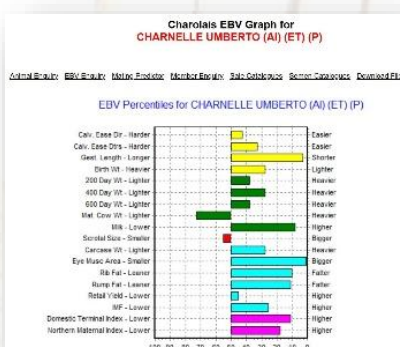 Charolais EBV Graph for
CHARNELLE UMBERTO (AI) (ET) (P)
Animal Enquiry EBV Enquiry Mating Predictor Member Enquiry Sale Catalogues Semen Catalogues Download File
EBV Percentiles for CHARNELLE UMBERTO (AI) (ET) (P)
Calv. Ease Dir - Harder Easier
Calv. Ease Dtrs - Harder Easier
Gest. Length - Longer Shorter
Birth Wt - Heavier Lighter
200 Day Wt - Lighter Heavier
400 Day Wt - Lighter Heavier
600 Day Wt - Lighter Heavier
Mat. Cow Wt - Lighter Heavier
Milk - Lower Higher
Scrotal Size - Smaller Bigger
Carcase Wt - Lighter Heavier
Eye Musc Area - Smaller Bigger
Rib Fat - Leaner Fatter
Rump Fat - Leaner Fatter
Retail Yield - Lower Higher
IMF - Lower Higher
Domestic Terminal Index - Lower Higher
Northern Maternal Index - Lower Higher